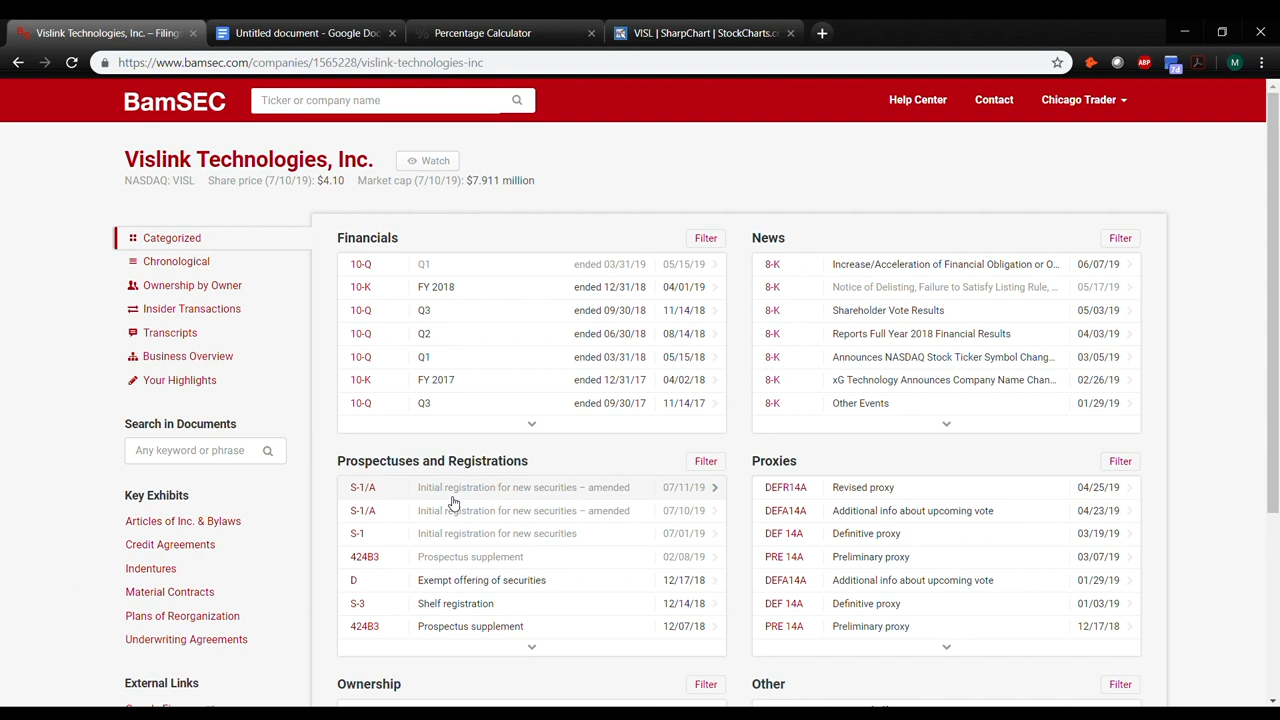 Vislink Technologies, Inc. – Filing
Untitled document - Google Doc
Percentage Calculator
VISL | SharpChart | StockCharts.c
https://www.bamsec.com/companies/1565228/vislink-technologies-inc
ABP
7d
M
BamSEC
Ticker or company name
Help Center
Contact
Chicago Trader
Vislink Technologies, Inc.
Watch
NASDAQ: VISL Share price (7/10/19): $4.10 Market cap (7/10/19): $7.911 million
Categorized
Chronological
Ownership by Owner
Insider Transactions
Transcripts
Business Overview
Your Highlights
Search in Documents
Any keyword or phrase
Key Exhibits
Articles of Inc. & Bylaws
Credit Agreements
Indentures
Material Contracts
Plans of Reorganization
Underwriting Agreements
External Links
Financials
Filter
10-Q Q1 ended 03/31/19 05/15/19
10-K FY 2018 ended 12/31/18 04/01/19
10-Q Q3 ended 09/30/18 11/14/18
10-Q Q2 ended 06/30/18 08/14/18
10-Q Q1 ended 03/31/18 05/15/18
10-K FY 2017 ended 12/31/17 04/02/18
10-Q Q3 ended 09/30/17 11/14/17
News
Filter
8-K Increase/Acceleration of Financial Obligation or O... 06/07/19
8-K Notice of Delisting, Failure to Satisfy Listing Rule, ... 05/17/19
8-K Shareholder Vote Results 05/03/19
8-K Reports Full Year 2018 Financial Results 04/03/19
8-K Announces NASDAQ Stock Ticker Symbol Chang... 03/05/19
8-K xG Technology Announces Company Name Chan... 02/26/19
8-K Other Events 01/29/19
Prospectuses and Registrations
Filter
S-1/A Initial registration for new securities – amended 07/11/19
S-1/A Initial registration for new securities – amended 07/10/19
S-1 Initial registration for new securities 07/01/19
424B3 Prospectus supplement 02/08/19
D Exempt offering of securities 12/17/18
S-3 Shelf registration 12/14/18
424B3 Prospectus supplement 12/07/18
Proxies
Filter
DEFR14A Revised proxy 04/25/19
DEFA14A Additional info about upcoming vote 04/23/19
DEF 14A Definitive proxy 03/19/19
PRE 14A Preliminary proxy 03/07/19
DEFA14A Additional info about upcoming vote 01/29/19
DEF 14A Definitive proxy 01/03/19
PRE 14A Preliminary proxy 12/17/18
Ownership
Filter
Other
Filter